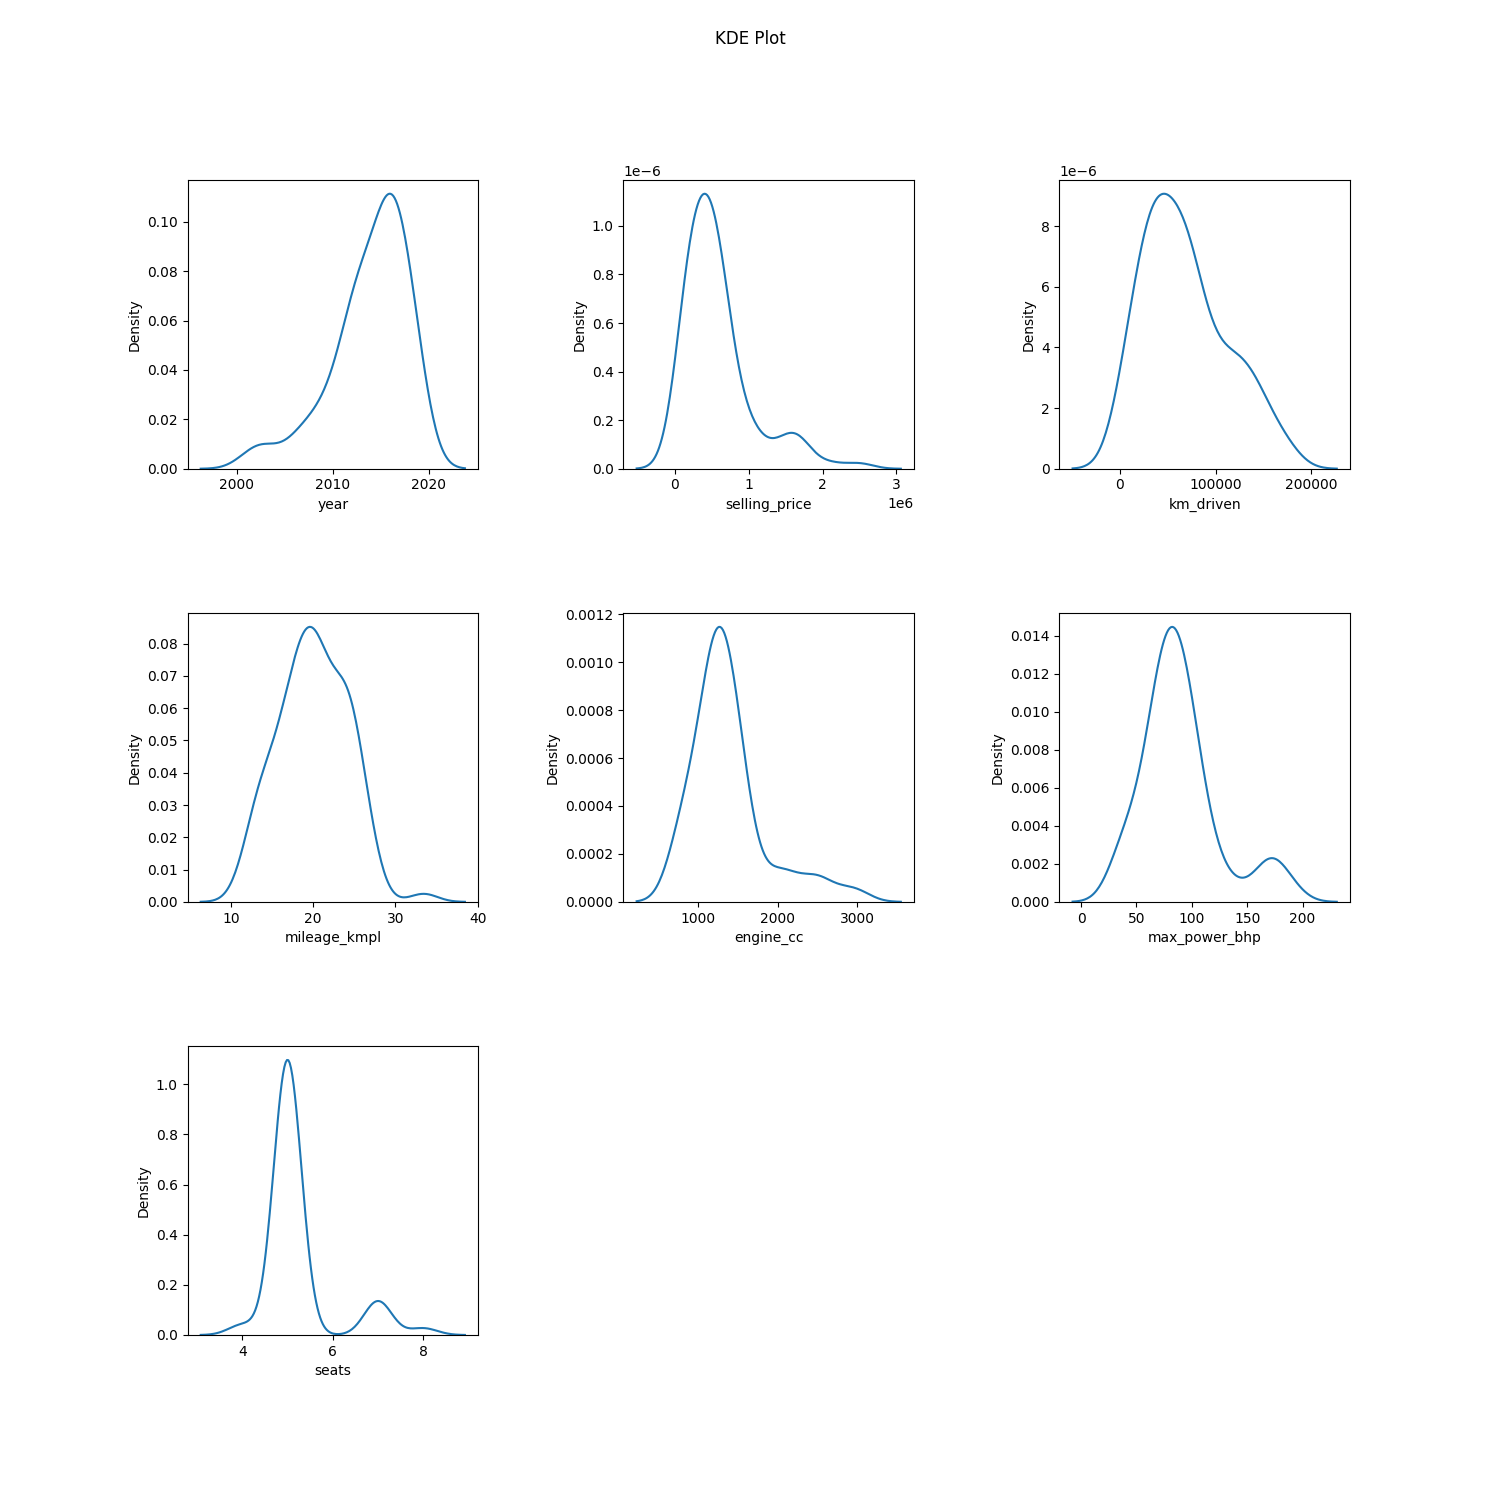 KDE Plot
0.10
0.08
0.06
0.04
0.02
0.00
Density
2000 2010 2020
year
1e−6
1.0
0.8
0.6
0.4
0.2
0.0
Density
0 1 2 3
1e6
selling_price
1e−6
8
6
4
2
0
Density
0 100000 200000
km_driven
0.08
0.07
0.06
0.05
0.04
0.03
0.02
0.01
0.00
Density
10 20 30 40
mileage_kmpl
0.0012
0.0010
0.0008
0.0006
0.0004
0.0002
0.0000
Density
1000 2000 3000
engine_cc
0.014
0.012
0.010
0.008
0.006
0.004
0.002
0.000
Density
0 50 100 150 200
max_power_bhp
1.0
0.8
0.6
0.4
0.2
0.0
Density
4 6 8
seats